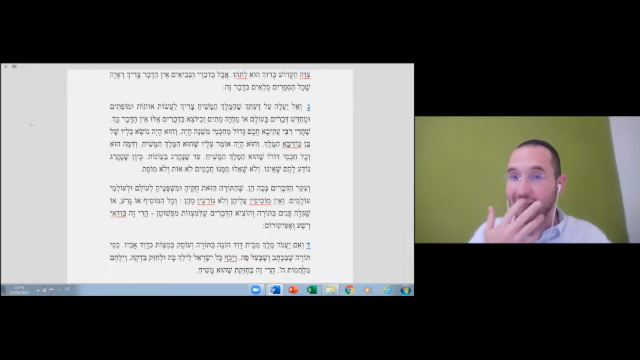 צוה הקדוש ברוך הוא לתהו. אבל בדברי הנביאים אין הדבר צריך ראיה
שכל הספרים מלאים בדבר זה:
ג ואל יעלה על דעתך שהמלך המשיח צריך לעשות אותות ומופתים
ומחדש דברים בעולם או מחיה מתים וכיוצא בדברים אלו אין הדבר כך.
שהרי רבי עקיבא חכם גדול מחכמי משנה היה. והוא היה נושא כליו של
בן כוזיבא המלך. והוא היה אומר עליו שהוא המלך המשיח. ודמה הוא
וכל חכמי דורו שהוא המלך המשיח. עד שנהרג בעונות. כיון שנהרג
נודע להם שאינו. ולא שאלו ממנו חכמים לא אות ולא מופת.
ועקר הדברים ככה הן. שהתורה הזאת חקיה ומשפטיה לעולם ולעולמי
עולמים. ואין מוסיפין עליהן ולא גורעין מהן: וכל המוסיף או גרע, או
שגלה פנים בתורה והוציא הדברים שלמצוות מפשוטן - הרי זה בודאי
רשע ואפיקורוס:
ד ואם יעמד מלך מבית דוד הוגה בתורה ועוסק במצות כדוד אביו. כפי
תורה שבכתב ושבעל פה. ויכוף כל ישראל לילך בה ולחזק בדקה. וילחם
מלחמות ה'. הרי זה בחזקת שהוא משיח.